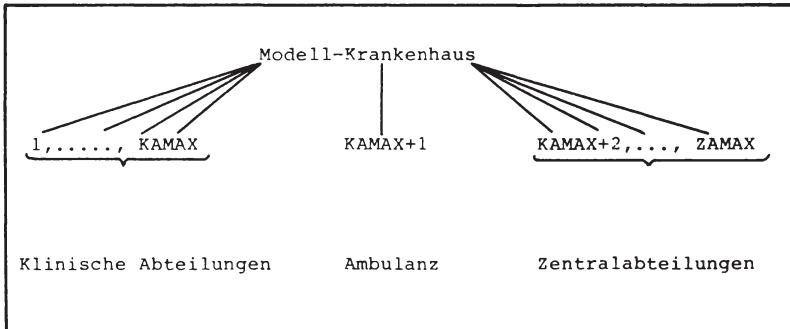 Modell-Krankenhaus
1,....., KAMAX KAMAX+1 KAMAX+2,..., ZAMAX
Klinische Abteilungen Ambulanz Zentralabteilungen